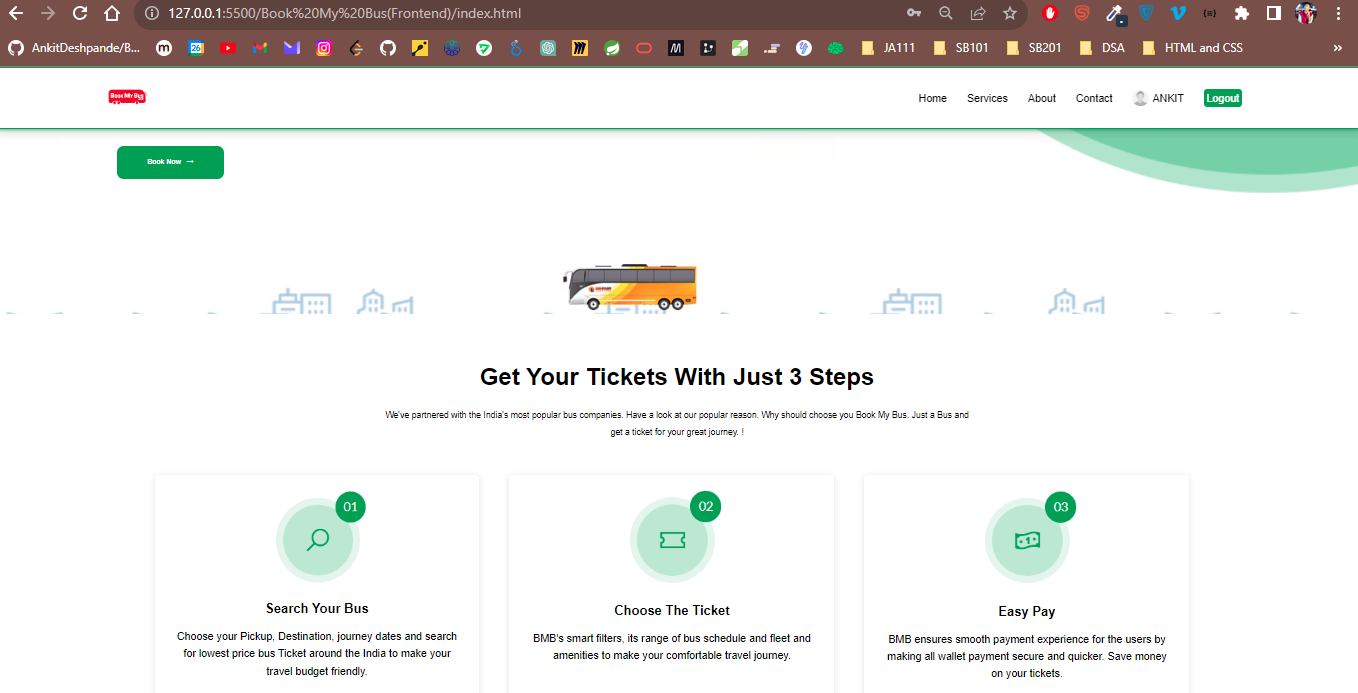 127.0.0.1:5500/Book%20My%20Bus(Frontend)/index.html
AnkitDeshpande/B...
JA111
SB101
SB201
DSA
HTML and CSS
»
Book My Bus
Home
Services
About
Contact
ANKIT
Logout
Book Now →
Get Your Tickets With Just 3 Steps
We've partnered with the India's most popular bus companies. Have a look at our popular reason. Why should choose you Book My Bus. Just a Bus and
get a ticket for your great journey. !
01
Search Your Bus
Choose your Pickup, Destination, journey dates and search
for lowest price bus Ticket around the India to make your
travel budget friendly.
02
Choose The Ticket
BMB's smart filters, its range of bus schedule and fleet and
amenities to make your comfortable travel journey.
03
Easy Pay
BMB ensures smooth payment experience for the users by
making all wallet payment secure and quicker. Save money
on your tickets.